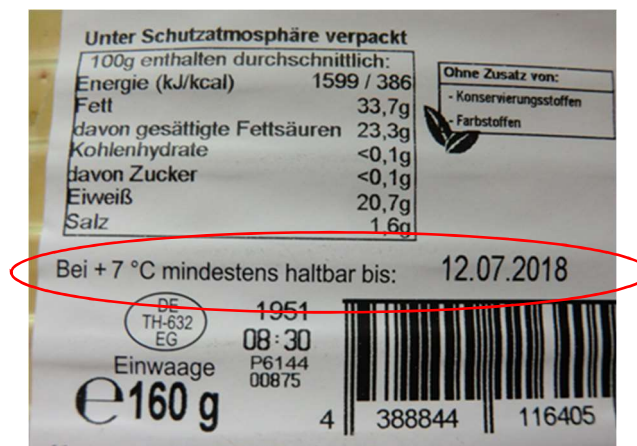 Unter Schutzatmosphäre verpackt
100g enthalten durchschnittlich:
Energie (kJ/kcal) 1599 / 386
Fett 33,7g
davon gesättigte Fettsäuren 23,3g
Kohlenhydrate <0,1g
davon Zucker <0,1g
Eiweiß 20,7g
Salz 1,6g
Ohne Zusatz von:
- Konservierungsstoffen
- Farbstoffen
Bei + 7 °C mindestens haltbar bis: 12.07.2018
DE
TH-632
EG
1951
08:30
P6144
00875
Einwaage
e160 g
4 388844 116405